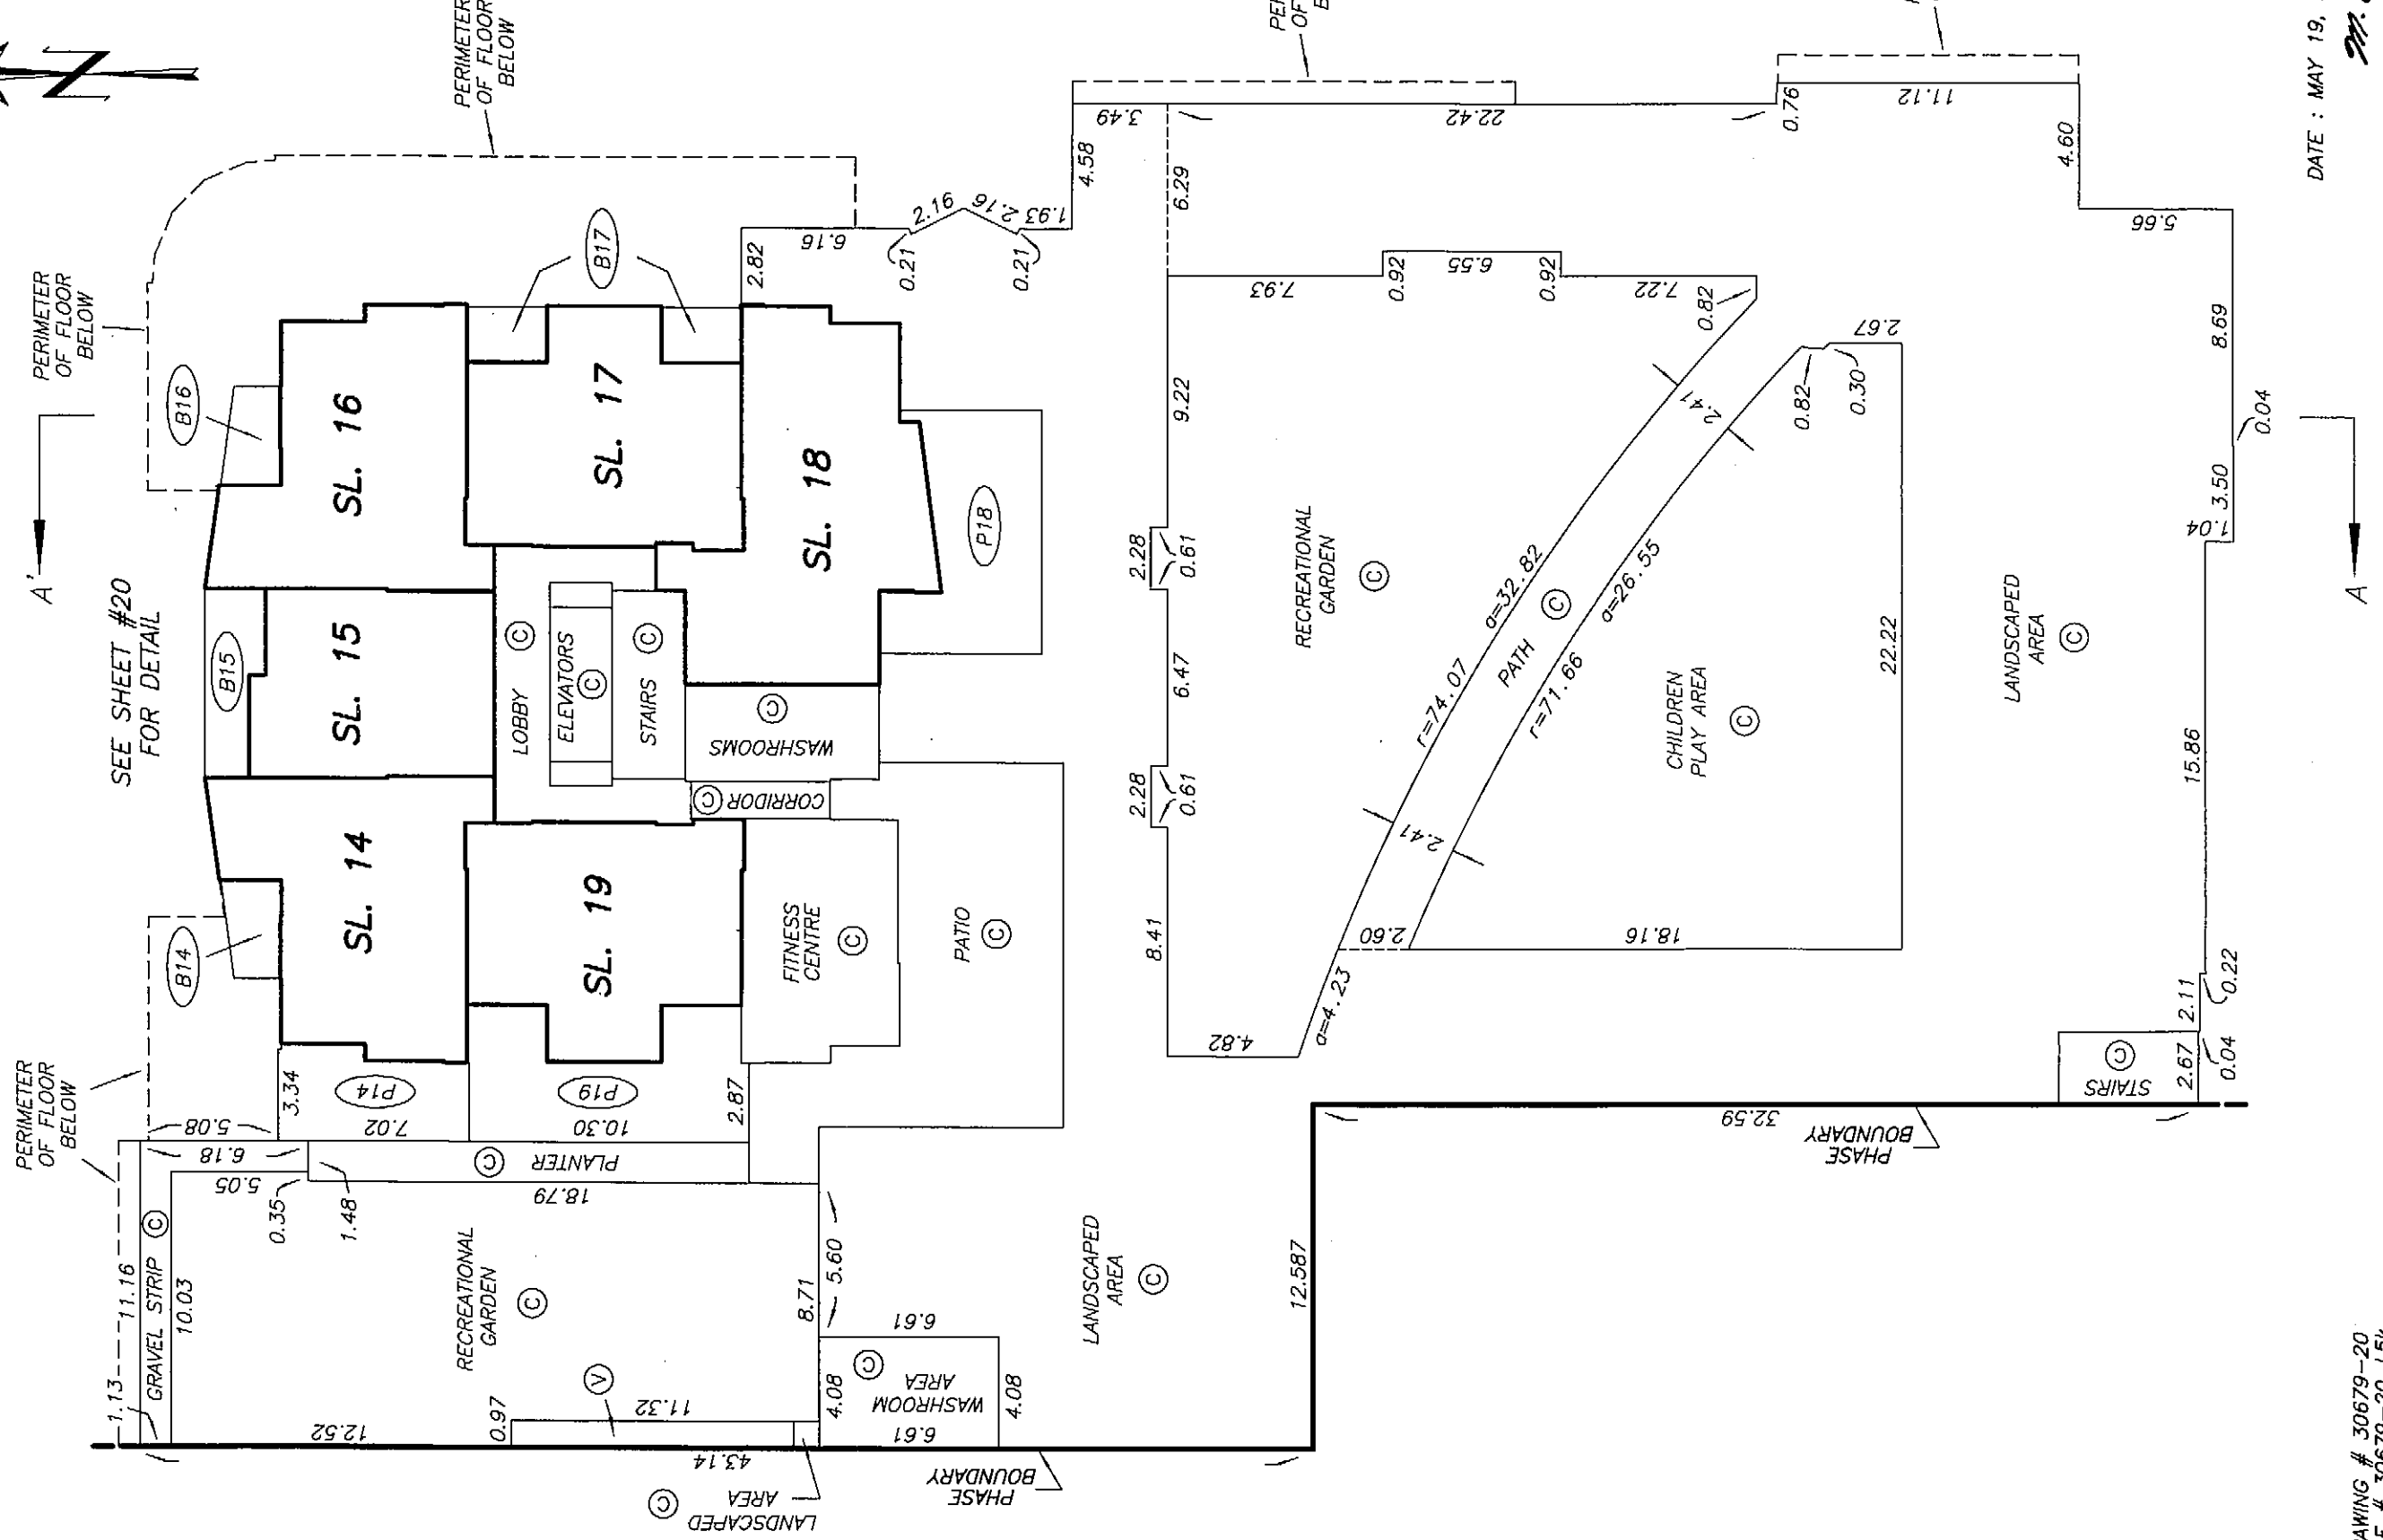 PERIMETER
OF FLOOR
BELOW
N
PERIMETER
OF FLOOR
BELOW
A'
SEE SHEET #20
FOR DETAIL
B16
B15
B14
B17
SL. 16
SL. 15
SL. 14
SL. 17
SL. 18
SL. 19
P18
LOBBY C
ELEVATORS
C
STAIRS C
WASHROOMS
C
CORRIDOR C
FITNESS
CENTRE
C
PATIO
C
2.82
6.16
0.21
2.16
2.16
0.21
1.93
4.58
3.49
22.42
0.76
11.12
4.60
5.66
8.69
0.04
3.50
1.04
15.86
0.22
2.11
0.04
2.67
6.29
9.22
2.28
0.61
6.47
2.28
0.61
8.41
4.82
a=4.23
7.93
0.92
6.55
0.92
7.22
0.82
RECREATIONAL
GARDEN
C
a=32.82
r=74.07
PATH C
2.41
2.41
a=26.55
r=71.66
0.82
0.30
2.67
2.60
18.16
22.22
CHILDREN
PLAY AREA
C
LANDSCAPED
AREA
C
STAIRS
C
32.59
PHASE
BOUNDARY
12.587
PERIMETER
OF FLOOR
BELOW
1.13
11.16
GRAVEL STRIP C
10.03
5.08
6.18
5.05
0.35
1.48
3.34
P14
7.02
P19
10.30
2.87
PLANTER
C
18.79
RECREATIONAL
GARDEN
C
V
12.52
0.97
11.32
43.14
8.71
5.60
4.08
6.61
WASHROOM
AREA
C
6.61
4.08
LANDSCAPED
AREA
C
LANDSCAPED
AREA
C
PHASE
BOUNDARY
A
DATE : MAY 19,
AWING # 30679-20